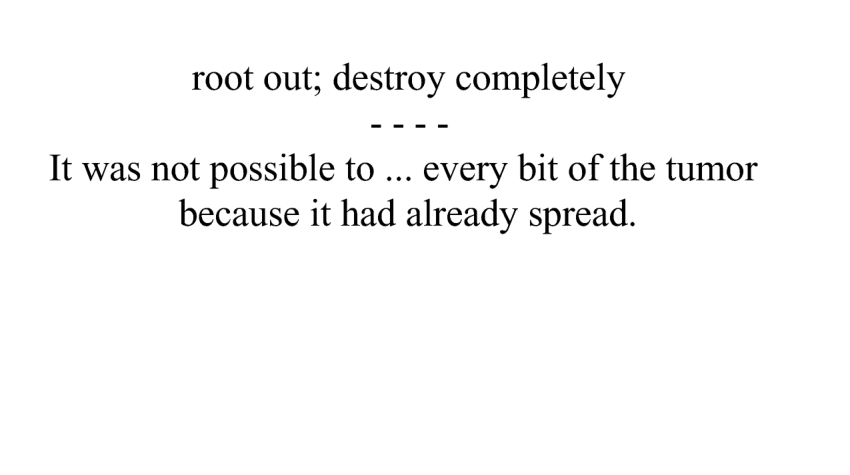 root out; destroy completely
- - - -
It was not possible to ... every bit of the tumor
because it had already spread.